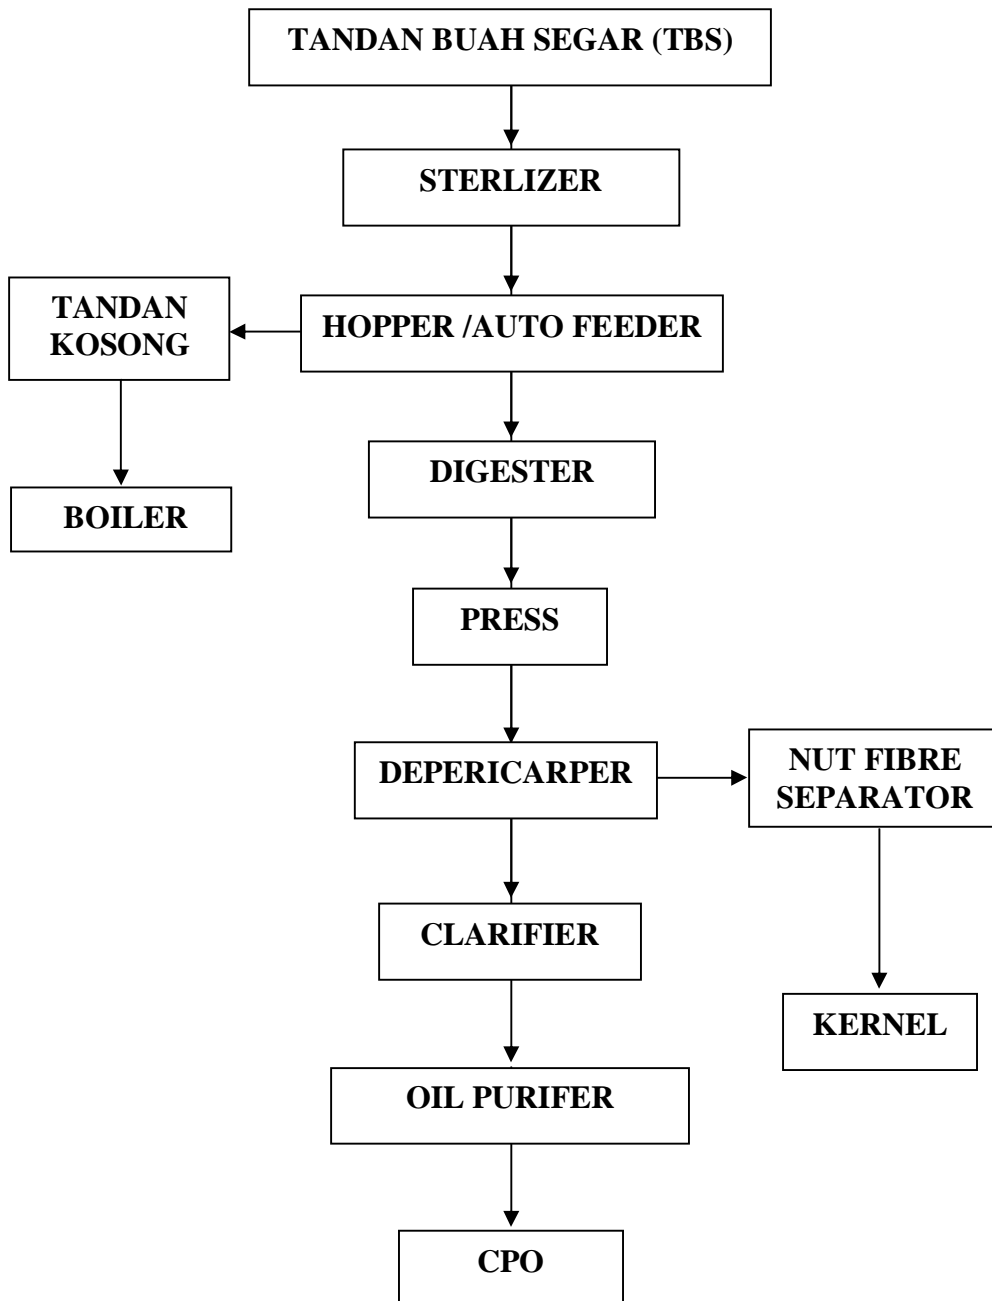 TANDAN BUAH SEGAR (TBS)
STERLIZER
TANDAN
KOSONG
HOPPER /AUTO FEEDER
DIGESTER
BOILER
PRESS
DEPERICARPER
NUT FIBRE
SEPARATOR
CLARIFIER
KERNEL
OIL PURIFER
CPO